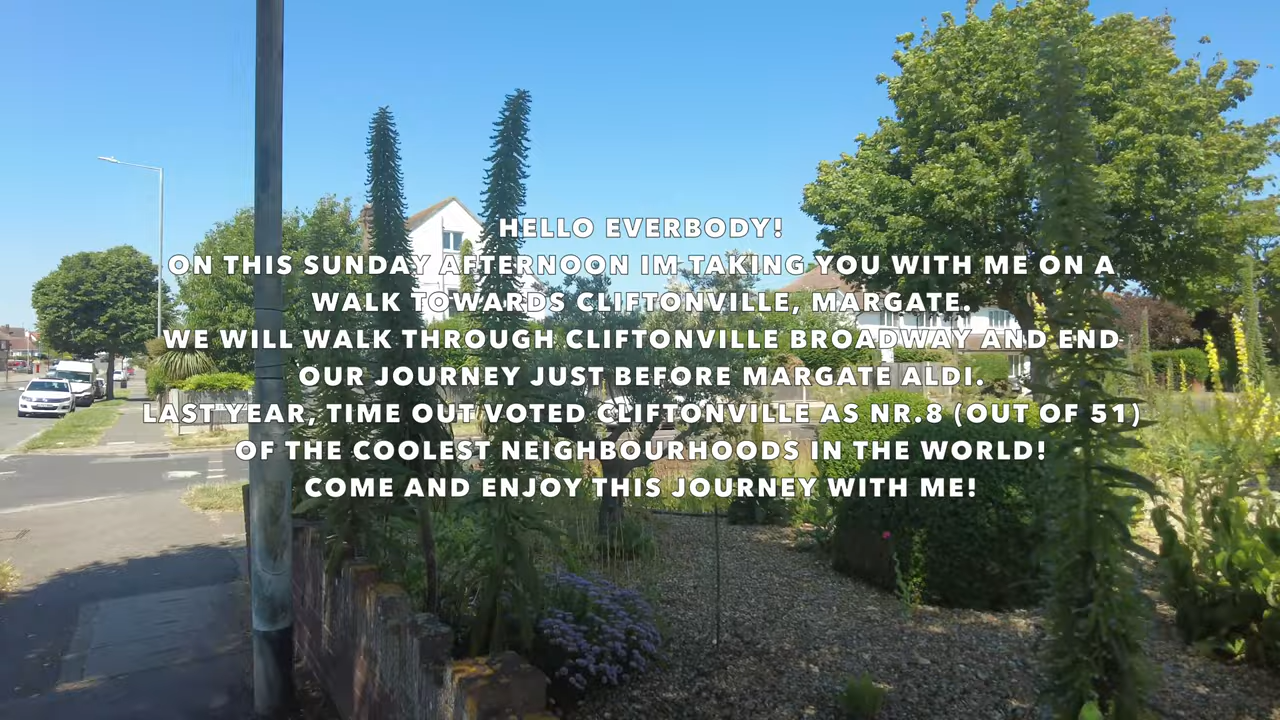 HELLO EVERBODY!
ON THIS SUNDAY AFTERNOON IM TAKING YOU WITH ME ON A
WALK TOWARDS CLIFTONVILLE, MARGATE.
WE WILL WALK THROUGH CLIFTONVILLE BROADWAY AND END
OUR JOURNEY JUST BEFORE MARGATE ALDI.
LAST YEAR, TIME OUT VOTED CLIFTONVILLE AS NR.8 (OUT OF 51)
OF THE COOLEST NEIGHBOURHOODS IN THE WORLD!
COME AND ENJOY THIS JOURNEY WITH ME!